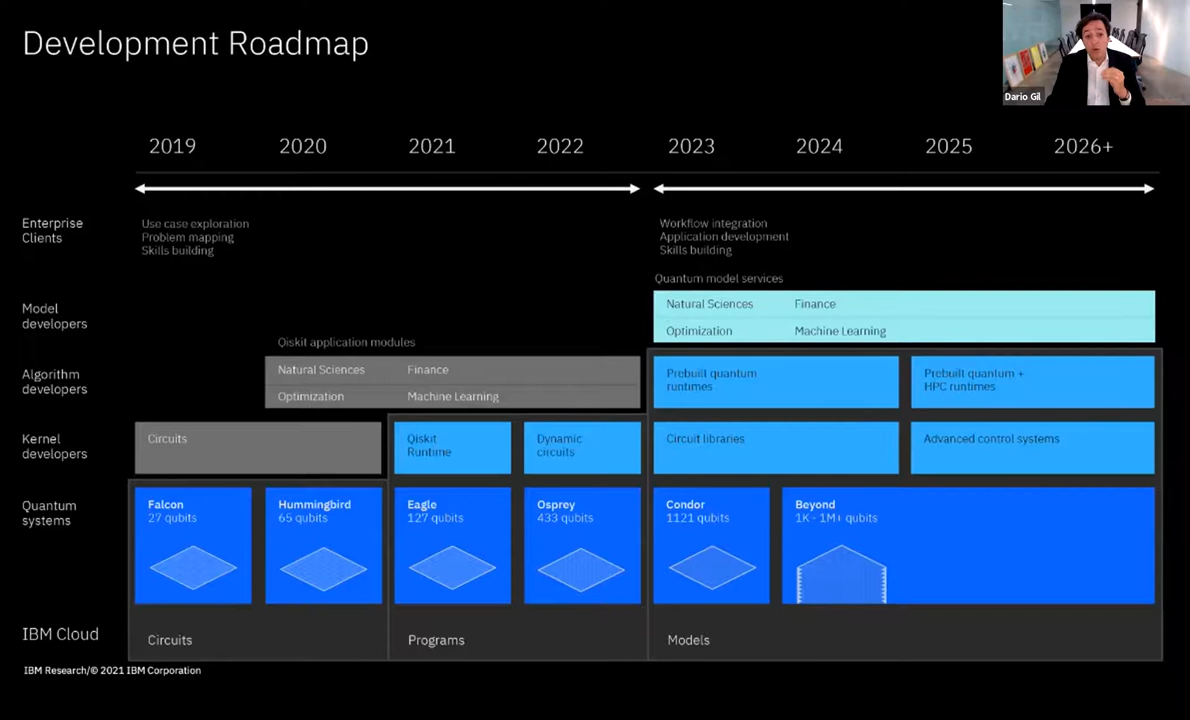 Development Roadmap
Dario Gil
2019 2020 2021 2022 2023 2024 2025 2026+
Enterprise
Clients
Use case exploration
Problem mapping
Skills building
Workflow integration
Application development
Skills building
Quantum model services
Model
developers
Natural Sciences Finance
Optimization Machine Learning
Qiskit application modules
Algorithm
developers
Natural Sciences Finance
Optimization Machine Learning
Prebuilt quantum
runtimes
Prebuilt quantum +
HPC runtimes
Kernel
developers
Circuits
Qiskit
Runtime
Dynamic
circuits
Circuit libraries
Advanced control systems
Quantum
systems
Falcon
27 qubits
Hummingbird
65 qubits
Eagle
127 qubits
Osprey
433 qubits
Condor
1121 qubits
Beyond
1K - 1M+ qubits
IBM Cloud
Circuits
Programs
Models
IBM Research/© 2021 IBM Corporation